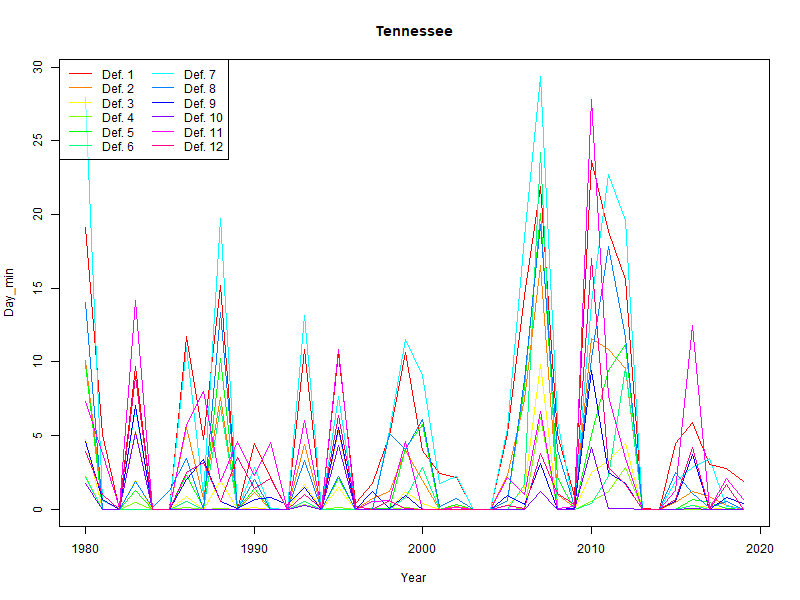 Tennessee
Day_min
30
25
20
15
10
5
0
Def. 1
Def. 2
Def. 3
Def. 4
Def. 5
Def. 6
Def. 7
Def. 8
Def. 9
Def. 10
Def. 11
Def. 12
1980 1990 2000 2010 2020
Year